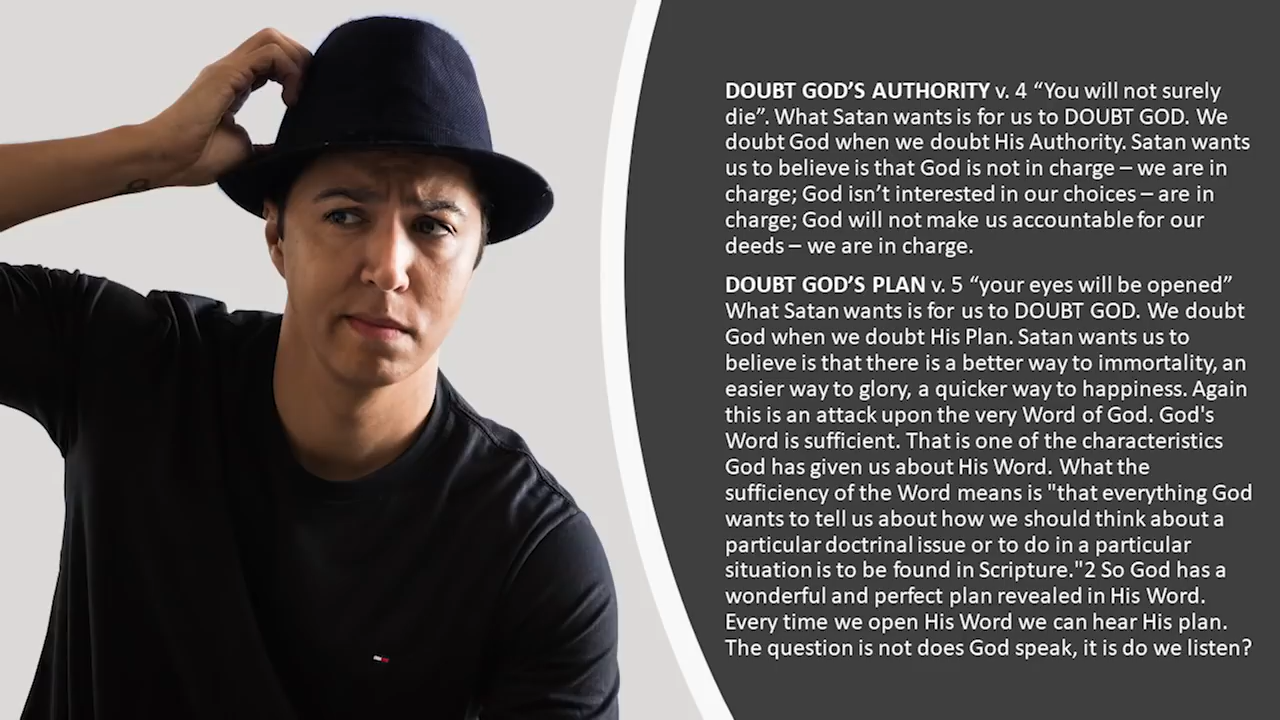 DOUBT GOD’S AUTHORITY v. 4 “You will not surely
die”. What Satan wants is for us to DOUBT GOD. We
doubt God when we doubt His Authority. Satan wants
us to believe is that God is not in charge – we are in
charge; God isn’t interested in our choices – are in
charge; God will not make us accountable for our
deeds – we are in charge.
DOUBT GOD’S PLAN v. 5 “your eyes will be opened”
What Satan wants is for us to DOUBT GOD. We doubt
God when we doubt His Plan. Satan wants us to
believe is that there is a better way to immortality, an
easier way to glory, a quicker way to happiness. Again
this is an attack upon the very Word of God. God's
Word is sufficient. That is one of the characteristics
God has given us about His Word. What the
sufficiency of the Word means is "that everything God
wants to tell us about how we should think about a
particular doctrinal issue or to do in a particular
situation is to be found in Scripture."2 So God has a
wonderful and perfect plan revealed in His Word.
Every time we open His Word we can hear His plan.
The question is not does God speak, it is do we listen?